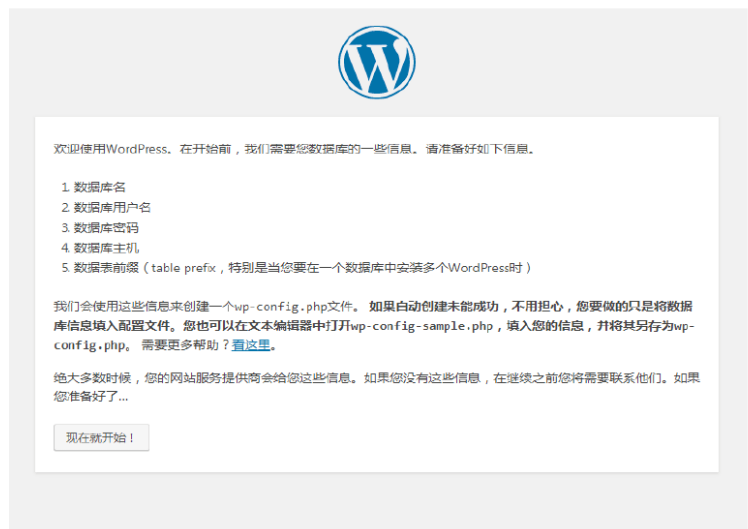 欢迎使用WordPress。在开始前，我们需要您数据库的一些信息。请准备好如下信息。
1. 数据库名
2. 数据库用户名
3. 数据库密码
4. 数据库主机
5. 数据表前缀（table prefix，特别是当您要在一个数据库中安装多个WordPress时）
我们会使用这些信息来创建一个wp-config.php文件。如果自动创建未能成功，不用担心，您要做的只是将数据
库信息填入配置文件。您也可以在文本编辑器中打开wp-config-sample.php，填入您的信息，并将其另存为wp-
config.php。需要更多帮助？看这里。
绝大多数时候，您的网站服务提供商会给您这些信息。如果您没有这些信息，在继续之前您将需要联系他们。如果
您准备好了...
现在就开始！